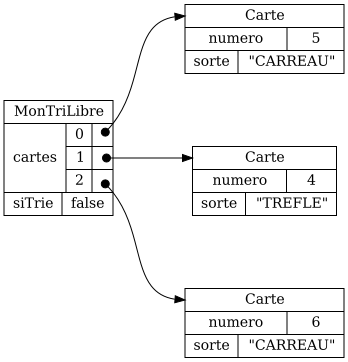 Carte
numero 5
sorte "CARREAU"
MonTriLibre
cartes
0
1
2
siTrie false
Carte
numero 4
sorte "TREFLE"
Carte
numero 6
sorte "CARREAU"